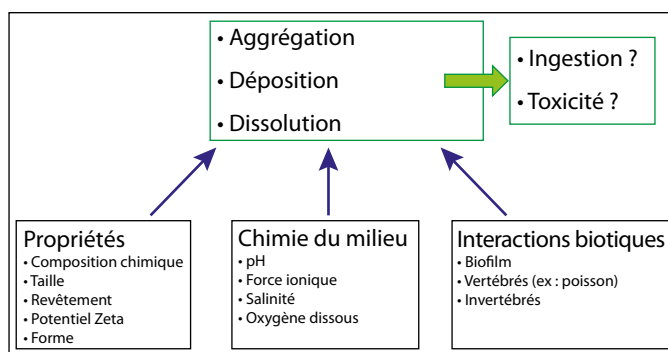 • Aggrégation
• Déposition
• Dissolution
• Ingestion ?
• Toxicité ?
Propriétés
• Composition chimique
• Taille
• Revêtement
• Potentiel Zeta
• Forme
Chimie du milieu
• pH
• Force ionique
• Salinité
• Oxygène dissous
Interactions biotiques
• Biofilm
• Vertébrés (ex : poisson)
• Invertébrés